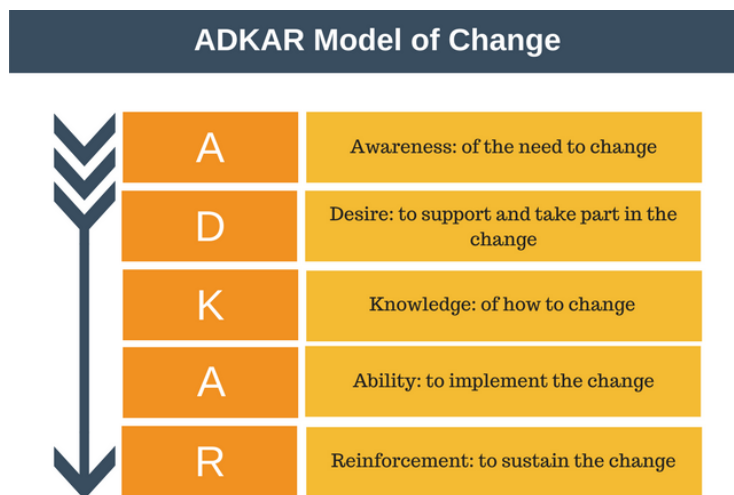 ADKAR Model of Change
A
Awareness: of the need to change
D
Desire: to support and take part in the
change
K
Knowledge: of how to change
A
Ability: to implement the change
R
Reinforcement: to sustain the change